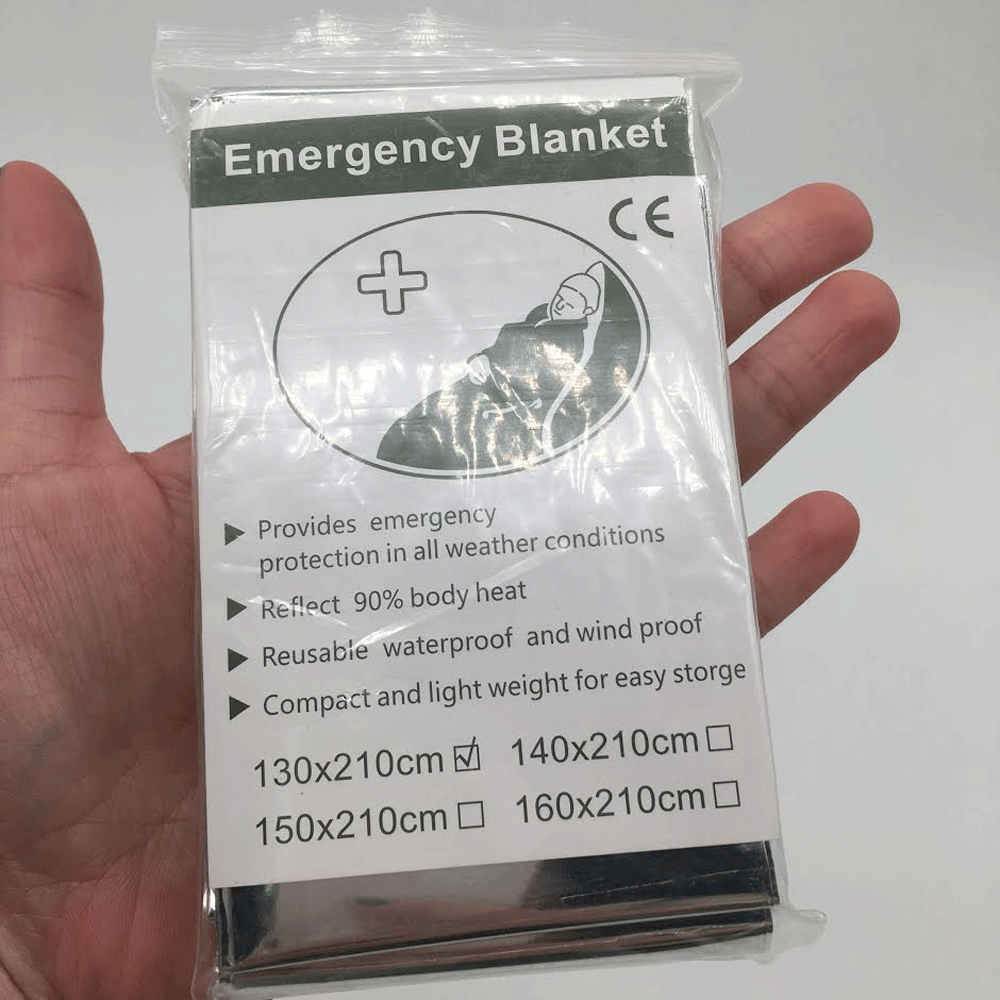 Emergency Blanket
CE
▶ Provides emergency
protection in all weather conditions
▶ Reflect 90% body heat
▶ Reusable waterproof and wind proof
▶ Compact and light weight for easy storge
130x210cm ☑ 140x210cm ☐
150x210cm ☐ 160x210cm ☐